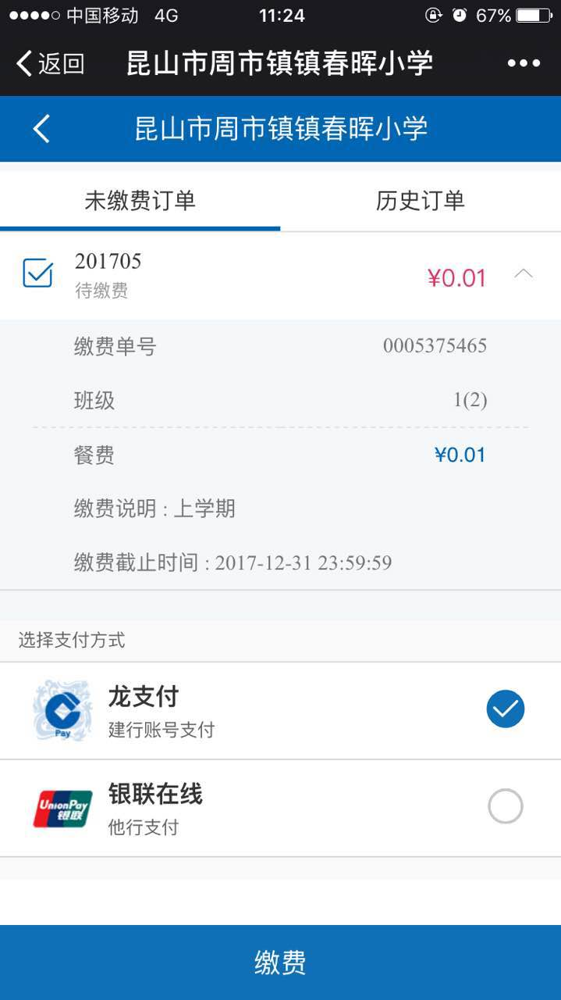 中国移动 4G 11:24 67%
返回 昆山市周市镇镇春晖小学
昆山市周市镇镇春晖小学
未缴费订单 历史订单
201705 ¥0.01
待缴费
缴费单号 0005375465
班级 1(2)
餐费 ¥0.01
缴费说明 : 上学期
缴费截止时间 : 2017-12-31 23:59:59
选择支付方式
龙支付
Pay
建行账号支付
银联在线
UnionPay
银联
他行支付
缴费